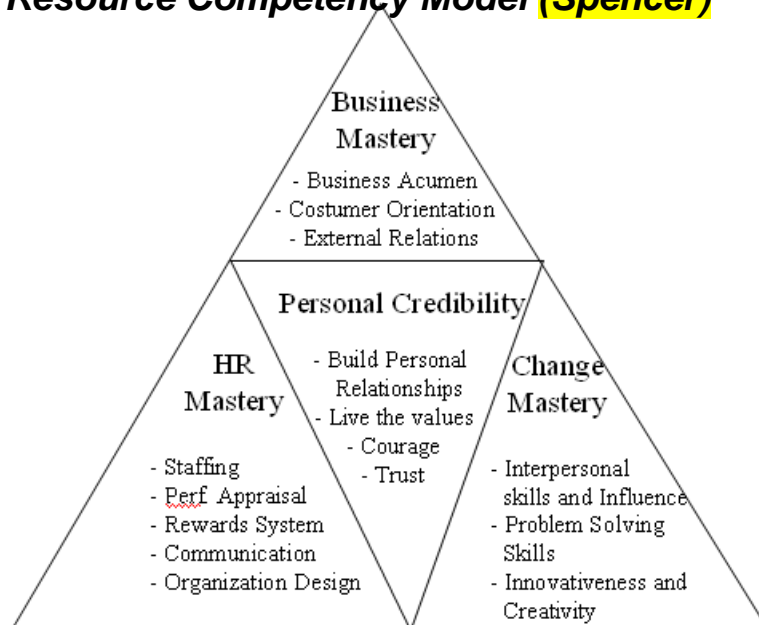 Resource Competency Model (Spencer)
Business
Mastery
- Business Acumen
- Costumer Orientation
- External Relations
Personal Credibility
- Build Personal
Relationships
- Live the values
- Courage
- Trust
HR
Mastery
- Staffing
- Perf Appraisal
- Rewards System
- Communication
- Organization Design
Change
Mastery
- Interpersonal
skills and Influence
- Problem Solving
Skills
- Innovativeness and
Creativity